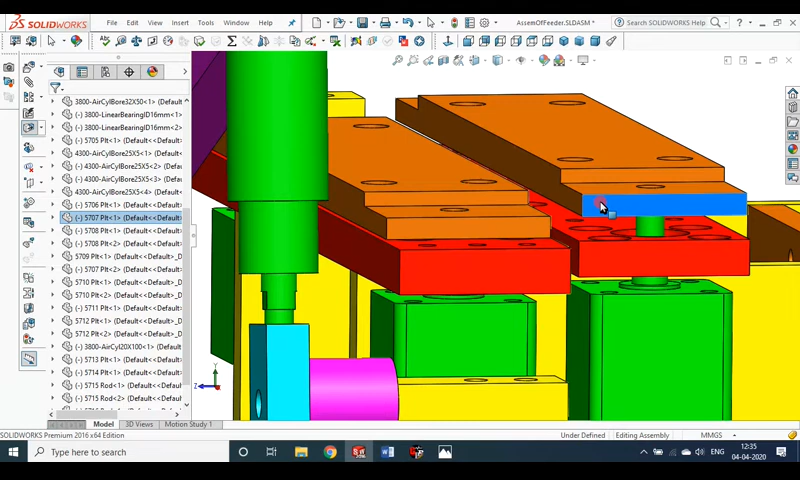 SOLIDWORKS
File
Edit
View
Insert
Tools
Window
Help
AssemOfFeeder.SLDASM *
Search SOLIDWORKS Help
3800-AirCylBore32X50<1> (Default
3800-LinearBearingID16mm<1>
3800-LinearBearingID16mm<2>
(-) 5705 Plt<1> (Default<<Default>
4300-AirCylBore25X5<1> (Default
(-) 4300-AirCylBore25X5<2> (Defau
(-) 4300-AirCylBore25X5<3> (Defau
4300-AirCylBore25X5<4> (Default
(-) 5706 Plt<1> (Default<<Default>
(-) 5707 Plt<1> (Default<<Default>
(-) 5708 Plt<1> (Default<<Default>
(-) 5708 Plt<2> (Default<<Default>
5709 Plt<1> (Default<<Default>_D
(-) 5707 Plt<2> (Default<<Default>
5710 Plt<1> (Default<<Default>_D
5710 Plt<2> (Default<<Default>_D
(-) 5711 Plt<1> (Default<<Default>
5712 Plt<1> (Default<<Default>_D
5712 Plt<2> (Default<<Default>_D
(-) 3800-AirCyl20X100<1> (Default
5713 Plt<1> (Default<<Default>_D
5714 Plt<1> (Default<<Default>_D
5715 Rod<1> (Default<<Default>_
5715 Rod<2> (Default<<Default>_
Y
Z
Model
3D Views
Motion Study 1
SOLIDWORKS Premium 2016 x64 Edition
Under Defined
Editing Assembly
MMGS
Type here to search
ENG
12:35
04-04-2020